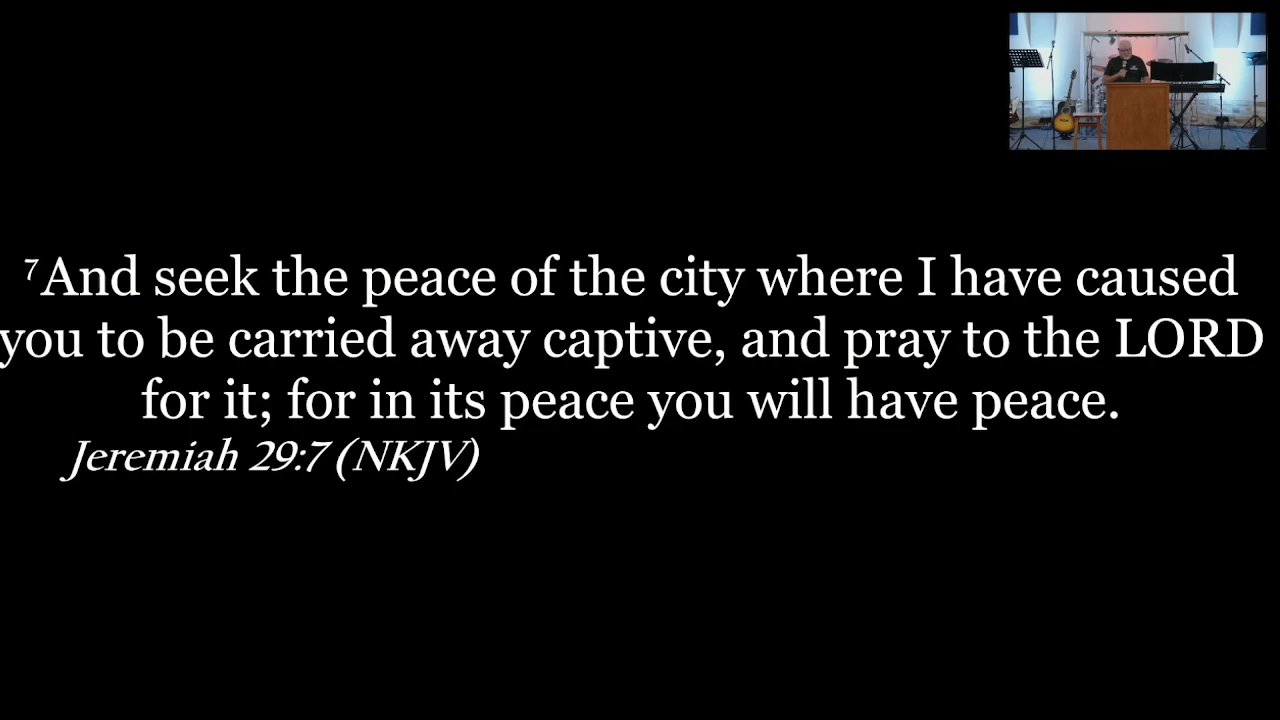 ⁷And seek the peace of the city where I have caused
you to be carried away captive, and pray to the LORD
for it; for in its peace you will have peace.
Jeremiah 29:7 (NKJV)